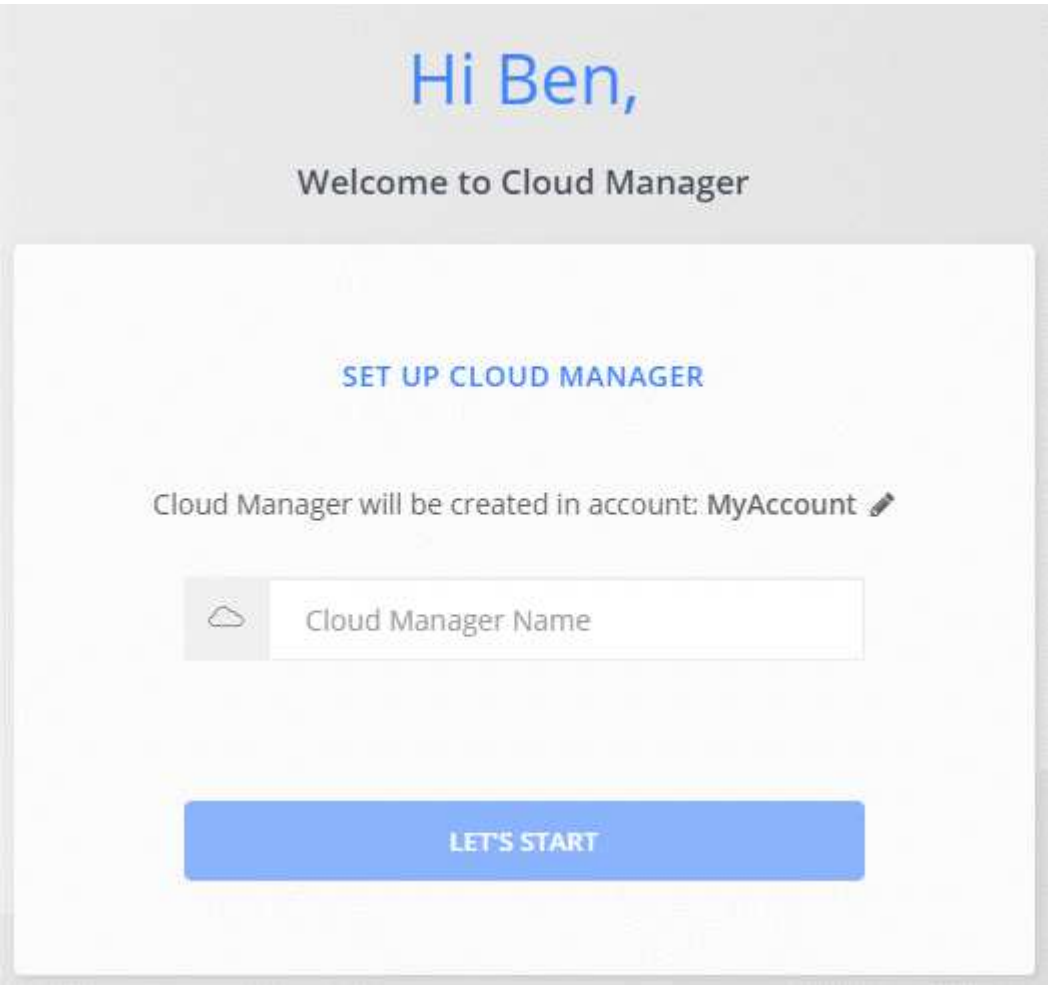 Hi Ben,
Welcome to Cloud Manager
SET UP CLOUD MANAGER
Cloud Manager will be created in account: MyAccount
Cloud Manager Name
LET'S START